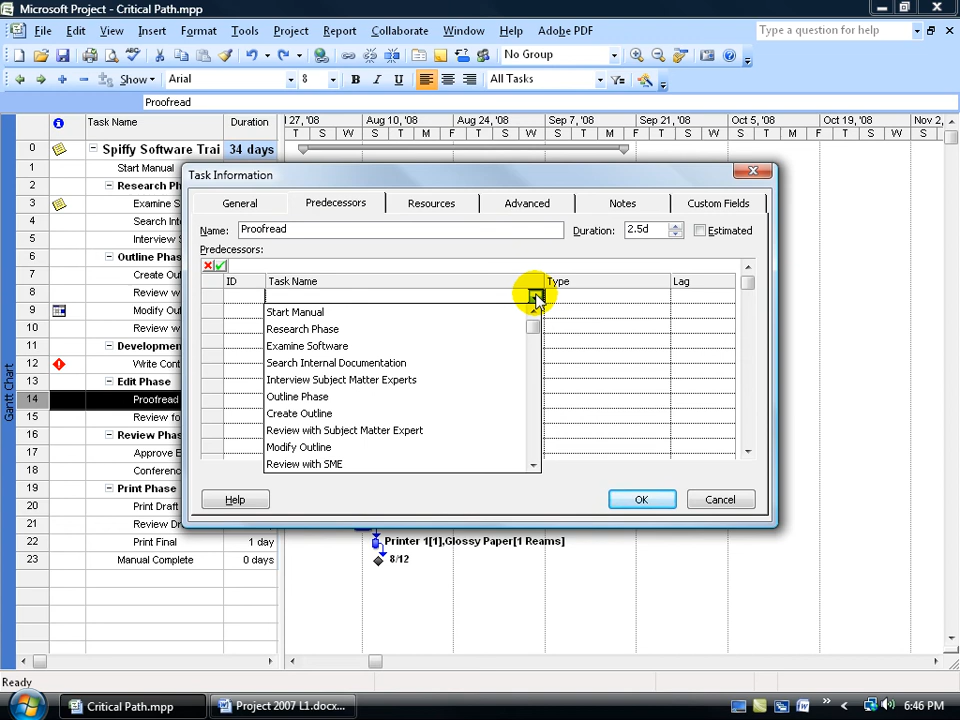 Microsoft Project - Critical Path.mpp
File Edit View Insert Format Tools Project Report Collaborate Window Help Adobe PDF Type a question for help
No Group
Show Arial 8 B I U All Tasks
Proofread
Task Name Duration 27, '08 Aug 10, '08 Aug 24, '08 Sep 7, '08 Sep 21, '08 Oct 5, '08 Oct 19, '08 Nov 2,
T S W S T M F T S W S T M F T S W S T
0 Spiffy Software Trai 34 days
1 Start Manual
2 Research Ph
3 Examine S
4 Search Int
5 Interview S
6 Outline Phase
7 Create Out
8 Review w
9 Modify Ou
10 Review w
11 Developmen
12 Write Cont
13 Edit Phase
14 Proofread
15 Review fo
16 Review Phas
17 Approve E
18 Conferenc
19 Print Phase
20 Print Draft
21 Review Dr
22 Print Final 1 day Printer 1[1],Glossy Paper[1 Reams]
23 Manual Complete 0 days 8/12
Gantt Chart
Task Information
General Predecessors Resources Advanced Notes Custom Fields
Name: Proofread Duration: 2.5d Estimated
Predecessors:
ID Task Name Type Lag
Start Manual
Research Phase
Examine Software
Search Internal Documentation
Interview Subject Matter Experts
Outline Phase
Create Outline
Review with Subject Matter Expert
Modify Outline
Review with SME
Help OK Cancel
Ready
Critical Path.mpp Project 2007 L1.docx... 6:46 PM